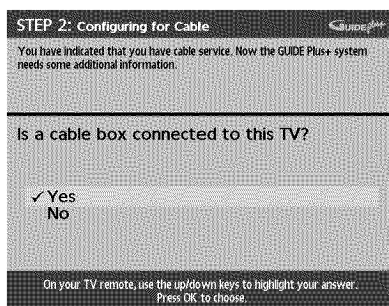 STEP 2: Configuring for Cable
GUIDE Plus+
You have indicated that you have cable service. Now the GUIDE Plus+ system
needs some additional information.
Is a cable box connected to this TV?
✓ Yes
No
On your TV remote, use the up/down keys to highlight your answer.
Press OK to choose.